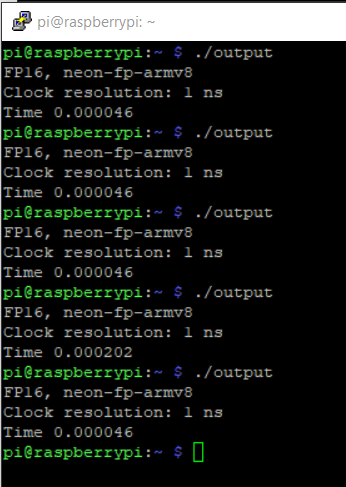 pi@raspberrypi: ~
pi@raspberrypi:~ $ ./output
FP16, neon-fp-armv8
Clock resolution: 1 ns
Time 0.000046
pi@raspberrypi:~ $ ./output
FP16, neon-fp-armv8
Clock resolution: 1 ns
Time 0.000046
pi@raspberrypi:~ $ ./output
FP16, neon-fp-armv8
Clock resolution: 1 ns
Time 0.000046
pi@raspberrypi:~ $ ./output
FP16, neon-fp-armv8
Clock resolution: 1 ns
Time 0.000202
pi@raspberrypi:~ $ ./output
FP16, neon-fp-armv8
Clock resolution: 1 ns
Time 0.000046
pi@raspberrypi:~ $